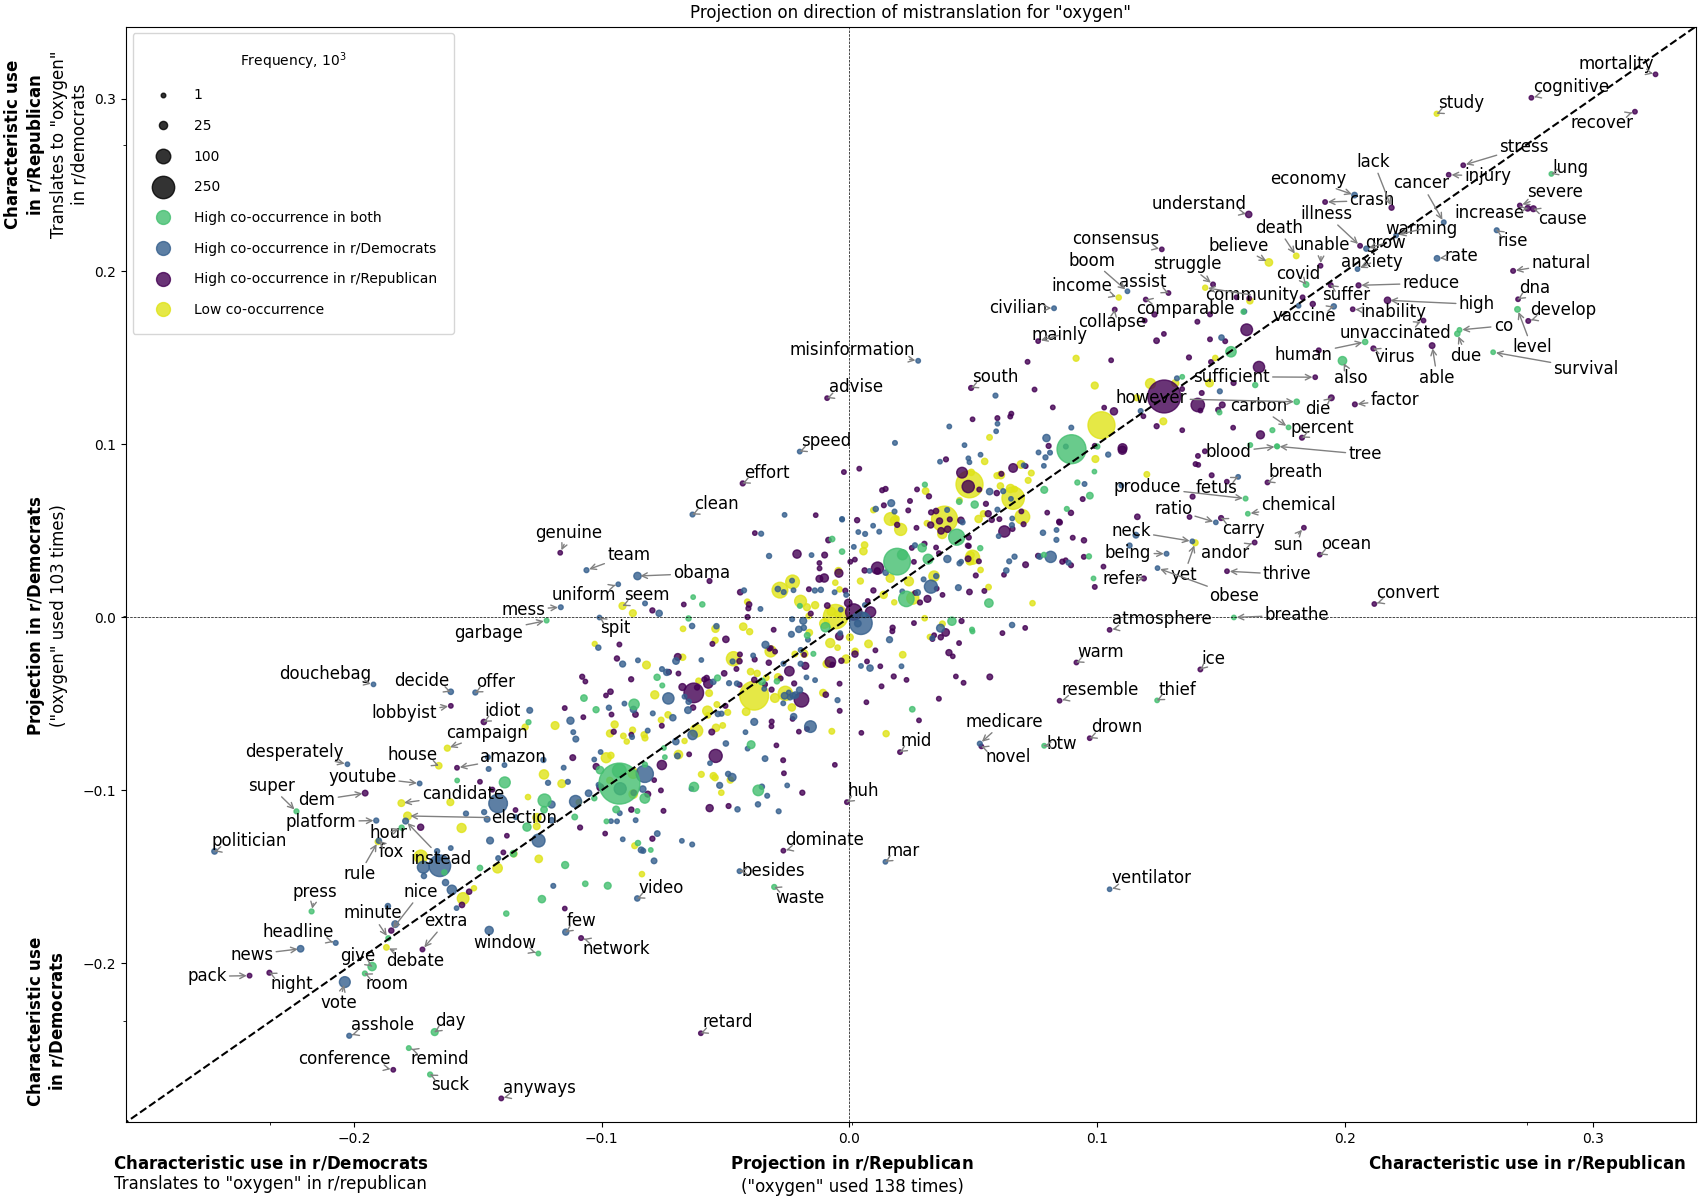 Projection on direction of mistranslation for "oxygen"
Characteristic use
in r/Republican
Translates to "oxygen"
in r/democrats
Projection in r/Democrats
("oxygen" used 103 times)
Characteristic use
in r/Democrats
0.3
0.2
0.1
0.0
−0.1
−0.2
Frequency, 10³
1
25
100
250
High co-occurrence in both
High co-occurrence in r/Democrats
High co-occurrence in r/Republican
Low co-occurrence
mortality
cognitive
study
recover
stress
lack
lung
injury
economy
cancer
severe
crash
understand
illness
increase
cause
death
warming
consensus
believe
unable
grow
rise
boom
struggle
anxiety
rate
natural
covid
income
assist
reduce
dna
community
suffer
high
civilian
comparable
vaccine
inability
develop
collapse
unvaccinated
co
mainly
level
misinformation
human
virus
due
survival
south
sufficient
also
able
advise
however
carbon
die
factor
percent
speed
blood
tree
effort
breath
produce
fetus
clean
ratio
chemical
genuine
neck
carry
sun
ocean
team
being
andor
obama
refer
yet
thrive
uniform
seem
obese
convert
mess
spit
atmosphere
breathe
garbage
warm
ice
douchebag
decide
offer
resemble
thief
lobbyist
idiot
medicare
drown
campaign
mid
btw
desperately
house
amazon
novel
youtube
super
dem
candidate
huh
platform
election
hour
politician
fox
dominate
instead
mar
rule
besides
ventilator
press
nice
video
waste
minute
extra
few
headline
window
network
news
give
debate
pack
night
room
vote
asshole
day
retard
conference
remind
suck
anyways
−0.2
−0.1
0.0
0.1
0.2
0.3
Characteristic use in r/Democrats
Translates to "oxygen" in r/republican
Projection in r/Republican
("oxygen" used 138 times)
Characteristic use in r/Republican